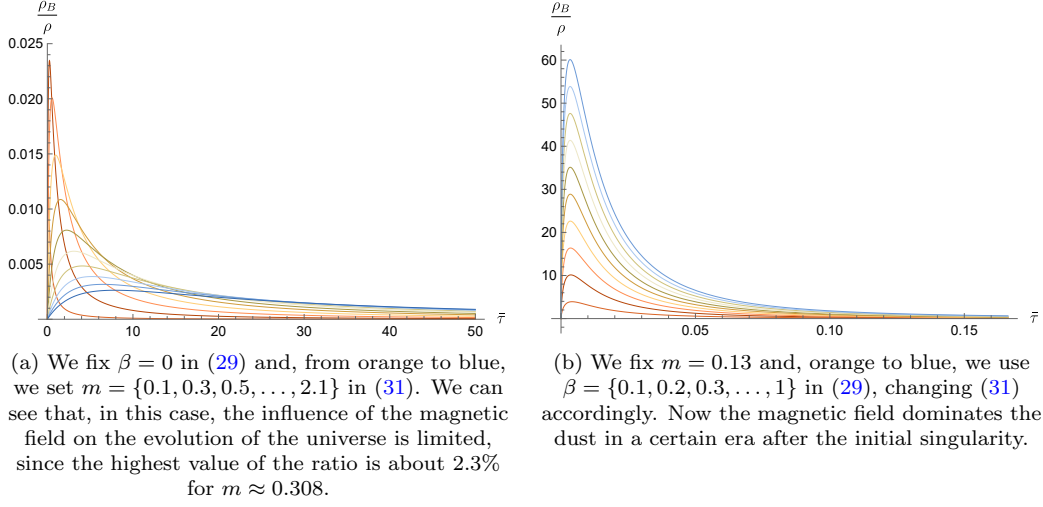 ρ_B
ρ
0.025
0.020
0.015
0.010
0.005
0
10
20
30
40
50
τ̄
(a) We fix β = 0 in (29) and, from orange to blue,
we set m = {0.1, 0.3, 0.5, . . . , 2.1} in (31). We can
see that, in this case, the influence of the magnetic
field on the evolution of the universe is limited,
since the highest value of the ratio is about 2.3%
for m ≈ 0.308.
ρ_B
ρ
60
50
40
30
20
10
0.05
0.10
0.15
τ̄
(b) We fix m = 0.13 and, orange to blue, we use
β = {0.1, 0.2, 0.3, . . . , 1} in (29), changing (31)
accordingly. Now the magnetic field dominates the
dust in a certain era after the initial singularity.